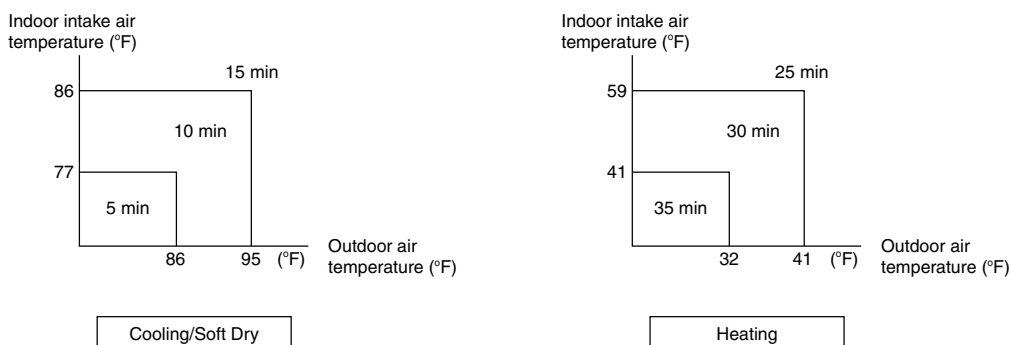 Indoor intake air
temperature (°F)
15 min
86
10 min
77
5 min
86 95 (°F)
Outdoor air
temperature (°F)
Cooling/Soft Dry
Indoor intake air
temperature (°F)
25 min
59
30 min
41
35 min
32 41 (°F)
Outdoor air
temperature (°F)
Heating